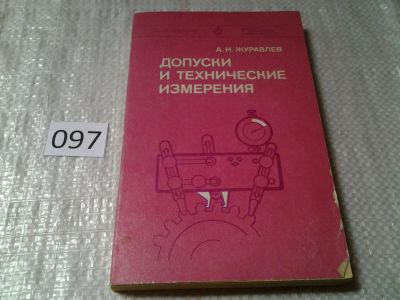 А. Н. ЖУРАВЛЕВ
ДОПУСКИ
И ТЕХНИЧЕСКИЕ
ИЗМЕРЕНИЯ
097